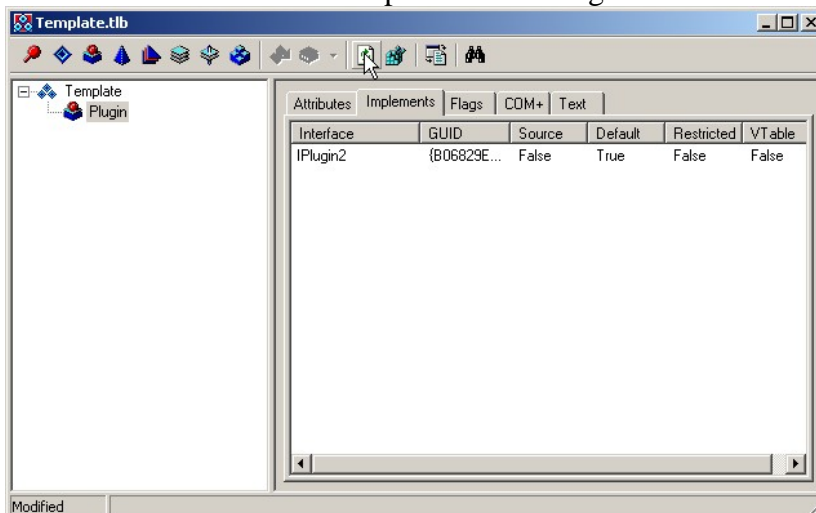 Template.tlb
Template
Plugin
Attributes Implements Flags COM+ Text
Interface GUID Source Default Restricted VTable
IPlugin2 {B06829E... False True False False
Modified